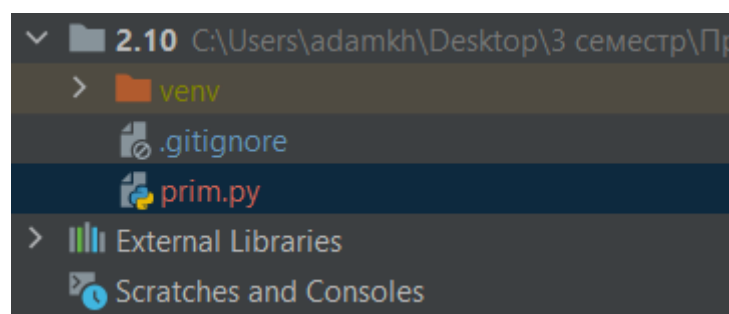 2.10 C:\Users\adamkh\Desktop\3 семестр\Пр
venv
.gitignore
prim.py
External Libraries
Scratches and Consoles